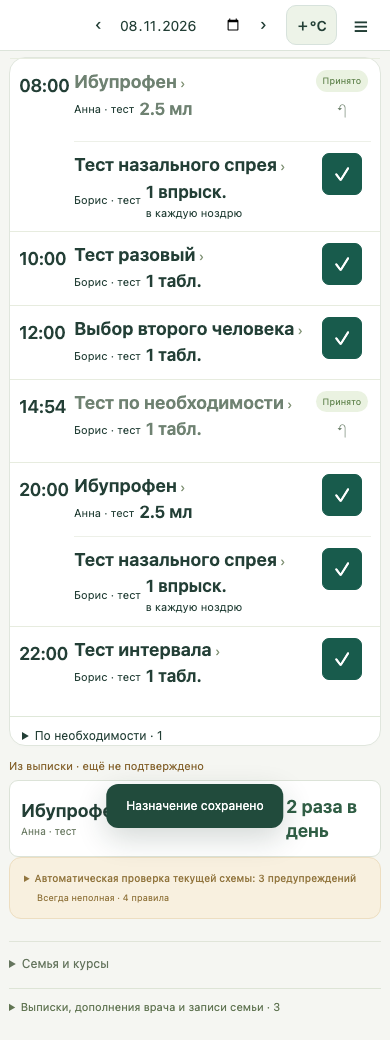 ‹ 08.11.2026 › +°C ≡
08:00 Ибупрофен › Принято
Анна · тест 2.5 мл
Тест назального спрея ›
Борис · тест 1 впрыск.
в каждую ноздрю
10:00 Тест разовый ›
Борис · тест 1 табл.
12:00 Выбор второго человека ›
Борис · тест 1 табл.
14:54 Тест по необходимости › Принято
Борис · тест 1 табл.
20:00 Ибупрофен ›
Анна · тест 2.5 мл
Тест назального спрея ›
Борис · тест 1 впрыск.
в каждую ноздрю
22:00 Тест интервала ›
Борис · тест 1 табл.
По необходимости · 1
Из выписки · ещё не подтверждено
Назначение сохранено
2 раза в
день
Анна · тест
Автоматическая проверка текущей схемы: 3 предупреждений
Всегда неполная · 4 правила
Семья и курсы
Выписки, дополнения врача и записи семьи · 3